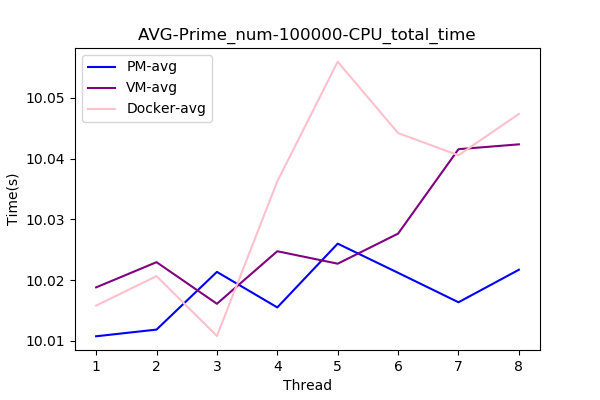 AVG-Prime_num-100000-CPU_total_time
PM-avg
VM-avg
Docker-avg
10.05
10.04
10.03
10.02
10.01
Time(s)
1 2 3 4 5 6 7 8
Thread